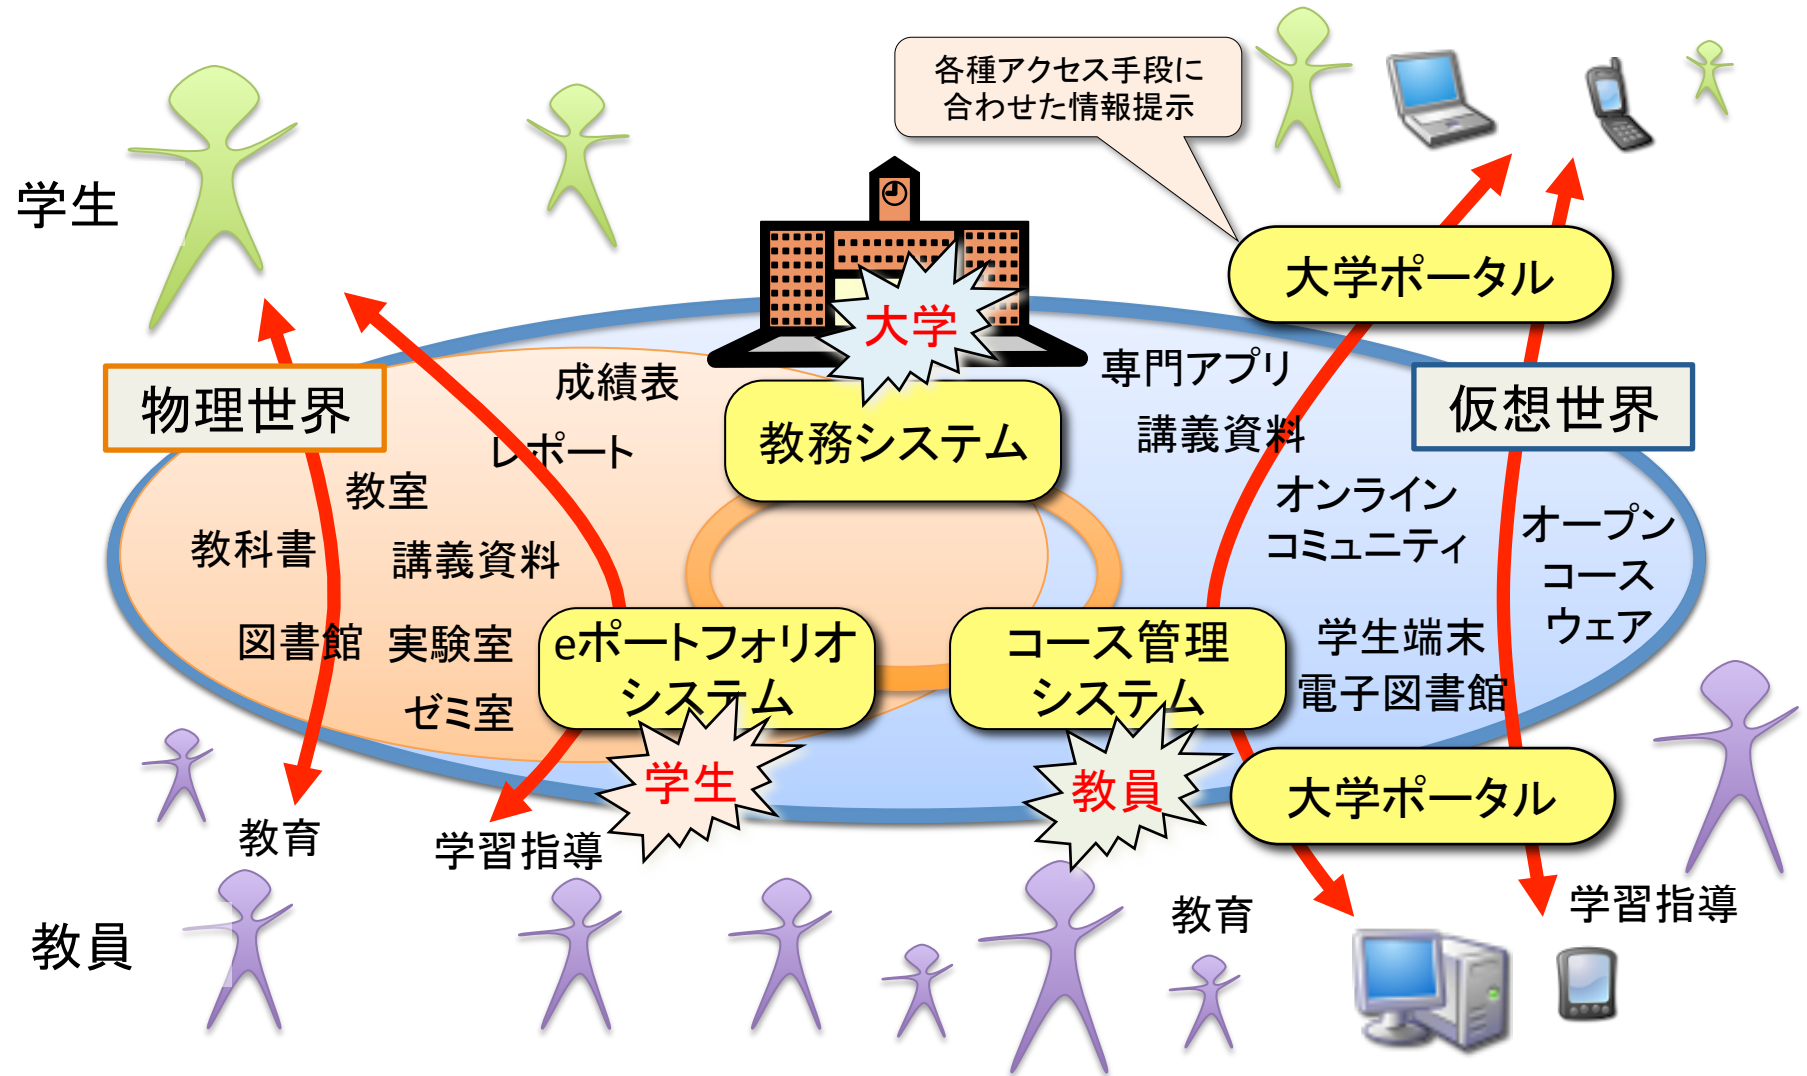 各種アクセス手段に
合わせた情報提示
学生
大学ポータル
大学
物理世界
成績表
専門アプリ
仮想世界
レポート
教務システム
講義資料
教室
オンライン
コミュニティ
オープン
コース
ウェア
教科書
講義資料
図書館
実験室
ゼミ室
eポートフォリオ
システム
コース管理
システム
学生端末
電子図書館
学生
教員
大学ポータル
教育
学習指導
教育
学習指導
教員